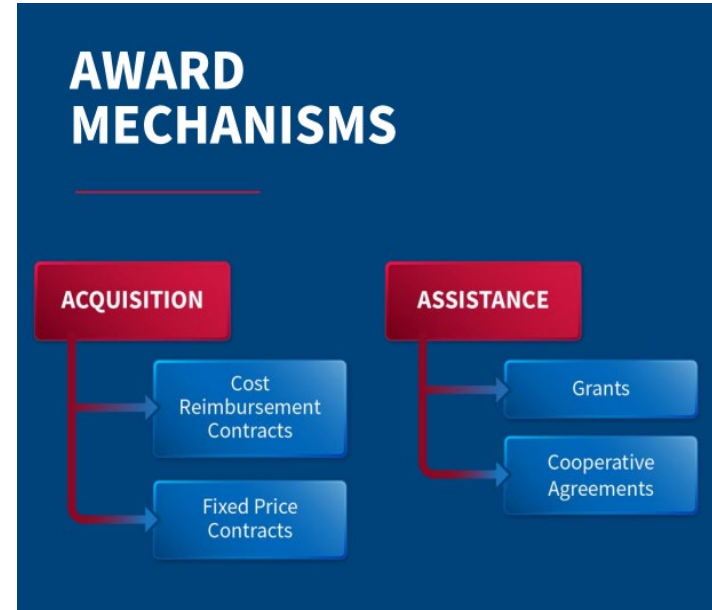 AWARD
MECHANISMS
ACQUISITION
Cost
Reimbursement
Contracts
Fixed Price
Contracts
ASSISTANCE
Grants
Cooperative
Agreements